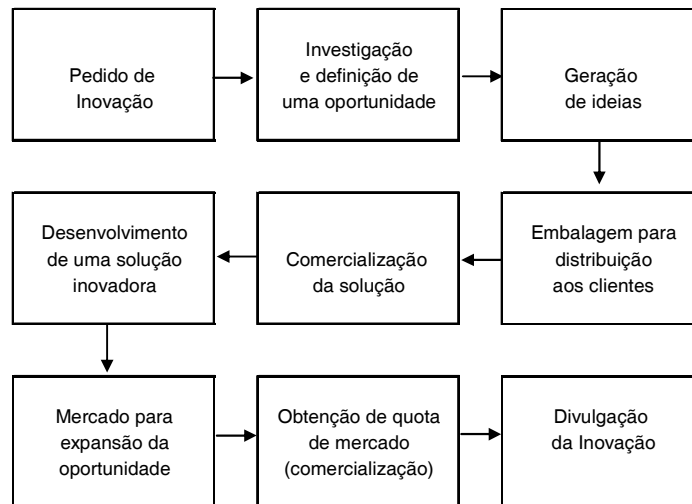 Pedido de
Inovação
Investigação
e definição de
uma oportunidade
Geração
de ideias
Desenvolvimento
de uma solução
inovadora
Comercialização
da solução
Embalagem para
distribuição
aos clientes
Mercado para
expansão da
oportunidade
Obtenção de quota
de mercado
(comercialização)
Divulgação
da Inovação